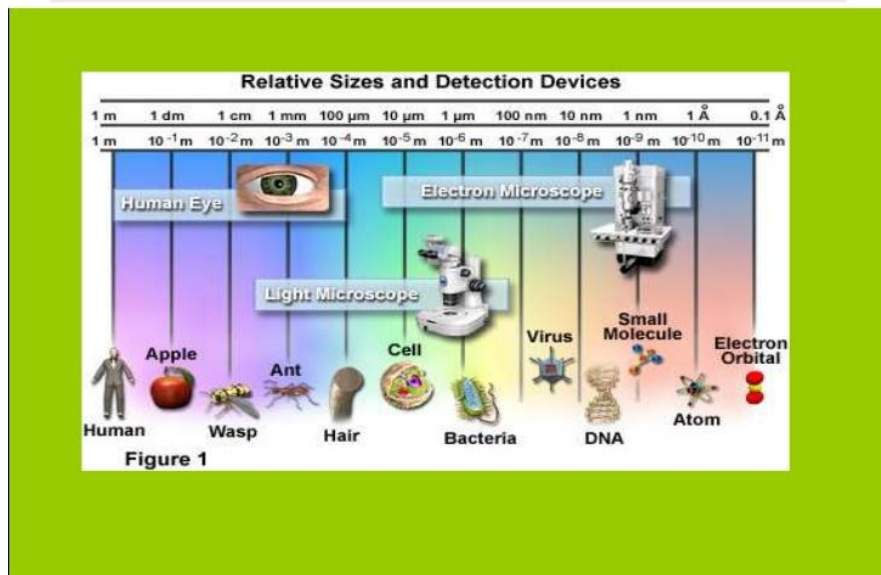 Relative Sizes and Detection Devices
1 m 1 dm 1 cm 1 mm 100 µm 10 µm 1 µm 100 nm 10 nm 1 nm 1 Å 0.1 Å
1 m 10⁻¹ m 10⁻² m 10⁻³ m 10⁻⁴ m 10⁻⁵ m 10⁻⁶ m 10⁻⁷ m 10⁻⁸ m 10⁻⁹ m 10⁻¹⁰ m 10⁻¹¹ m
Human Eye
Electron Microscope
Light Microscope
Human
Apple
Wasp
Ant
Hair
Cell
Bacteria
Virus
DNA
Small
Molecule
Atom
Electron
Orbital
Figure 1